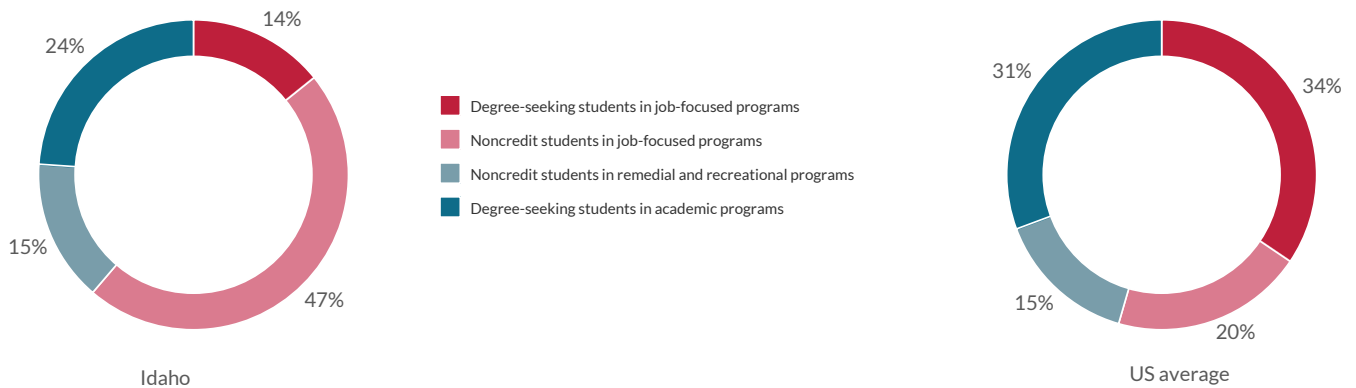 14%
24%
15%
47%
Idaho
Degree-seeking students in job-focused programs
Noncredit students in job-focused programs
Noncredit students in remedial and recreational programs
Degree-seeking students in academic programs
31%
34%
15%
20%
US average